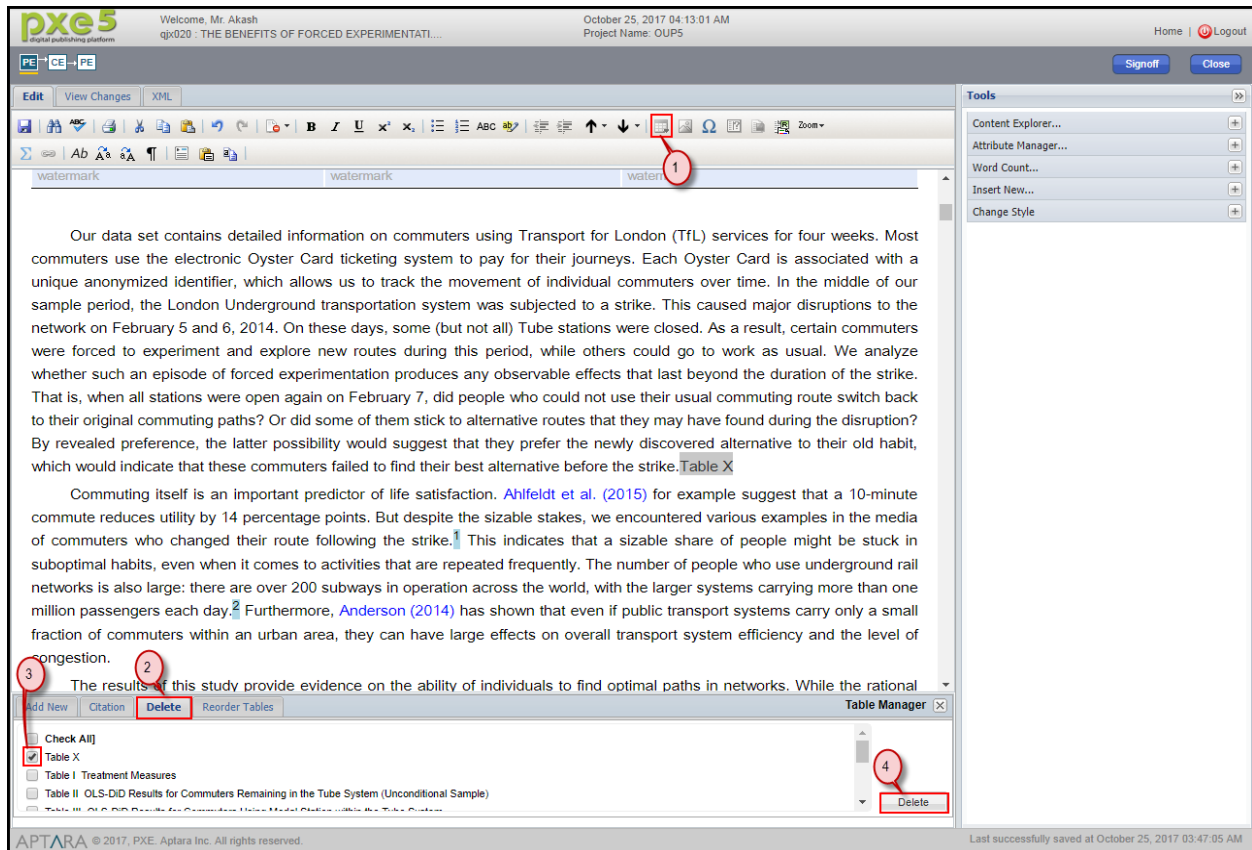 pxe5
digital publishing platform
Welcome, Mr. Akash
qjx020 : THE BENEFITS OF FORCED EXPERIMENTATI....
October 25, 2017 04:13:01 AM
Project Name: OUP5
Home | Logout
PE → CE → PE
Signoff Close
Edit View Changes XML
B I U x² x₂ ABC Ω Zoom
Σ Ab Aa aA ¶
1
watermark watermark watermark
Our data set contains detailed information on commuters using Transport for London (TfL) services for four weeks. Most
commuters use the electronic Oyster Card ticketing system to pay for their journeys. Each Oyster Card is associated with a
unique anonymized identifier, which allows us to track the movement of individual commuters over time. In the middle of our
sample period, the London Underground transportation system was subjected to a strike. This caused major disruptions to the
network on February 5 and 6, 2014. On these days, some (but not all) Tube stations were closed. As a result, certain commuters
were forced to experiment and explore new routes during this period, while others could go to work as usual. We analyze
whether such an episode of forced experimentation produces any observable effects that last beyond the duration of the strike.
That is, when all stations were open again on February 7, did people who could not use their usual commuting route switch back
to their original commuting paths? Or did some of them stick to alternative routes that they may have found during the disruption?
By revealed preference, the latter possibility would suggest that they prefer the newly discovered alternative to their old habit,
which would indicate that these commuters failed to find their best alternative before the strike.Table X
Commuting itself is an important predictor of life satisfaction. Ahlfeldt et al. (2015) for example suggest that a 10-minute
commute reduces utility by 14 percentage points. But despite the sizable stakes, we encountered various examples in the media
of commuters who changed their route following the strike.1 This indicates that a sizable share of people might be stuck in
suboptimal habits, even when it comes to activities that are repeated frequently. The number of people who use underground rail
networks is also large: there are over 200 subways in operation across the world, with the larger systems carrying more than one
million passengers each day.2 Furthermore, Anderson (2014) has shown that even if public transport systems carry only a small
fraction of commuters within an urban area, they can have large effects on overall transport system efficiency and the level of
congestion.
The results of this study provide evidence on the ability of individuals to find optimal paths in networks. While the rational
3
2
Add New Citation Delete Reorder Tables Table Manager
Check All]
Table X
Table I Treatment Measures
Table II OLS-DiD Results for Commuters Remaining in the Tube System (Unconditional Sample)
Table III OLS-DiD Results for Commuters Using Modal Station within the Tube System
4
Delete
Tools
Content Explorer...
Attribute Manager...
Word Count...
Insert New...
Change Style
APTARA © 2017, PXE. Aptara Inc. All rights reserved.
Last successfully saved at October 25, 2017 03:47:05 AM